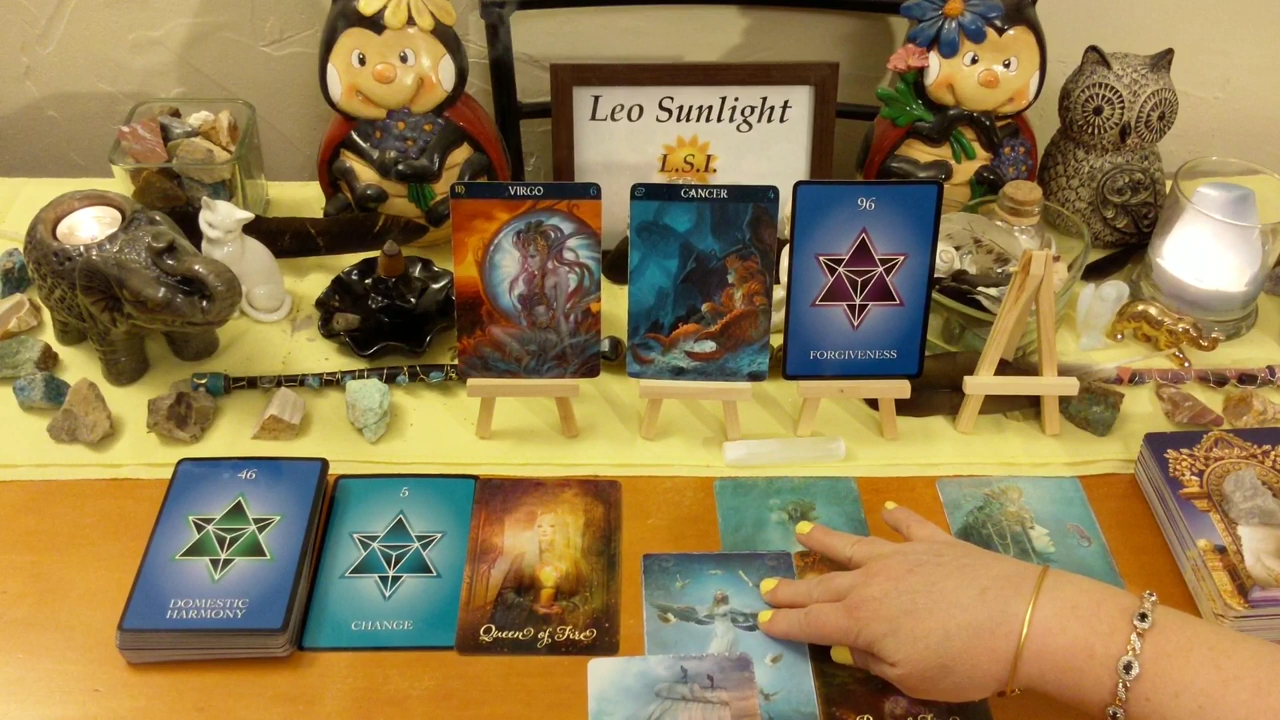 Leo Sunlight
L.S.I.
VIRGO 6
CANCER 4
96
FORGIVENESS
46
DOMESTIC
HARMONY
5
CHANGE
Queen of Fire